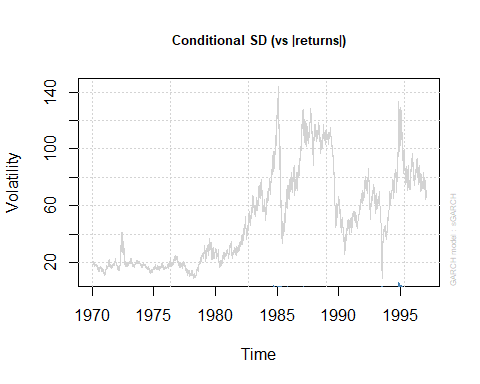 Conditional SD (vs |returns|)
140
100
60
20
Volatility
1970 1975 1980 1985 1990 1995
Time
GARCH model : sGARCH